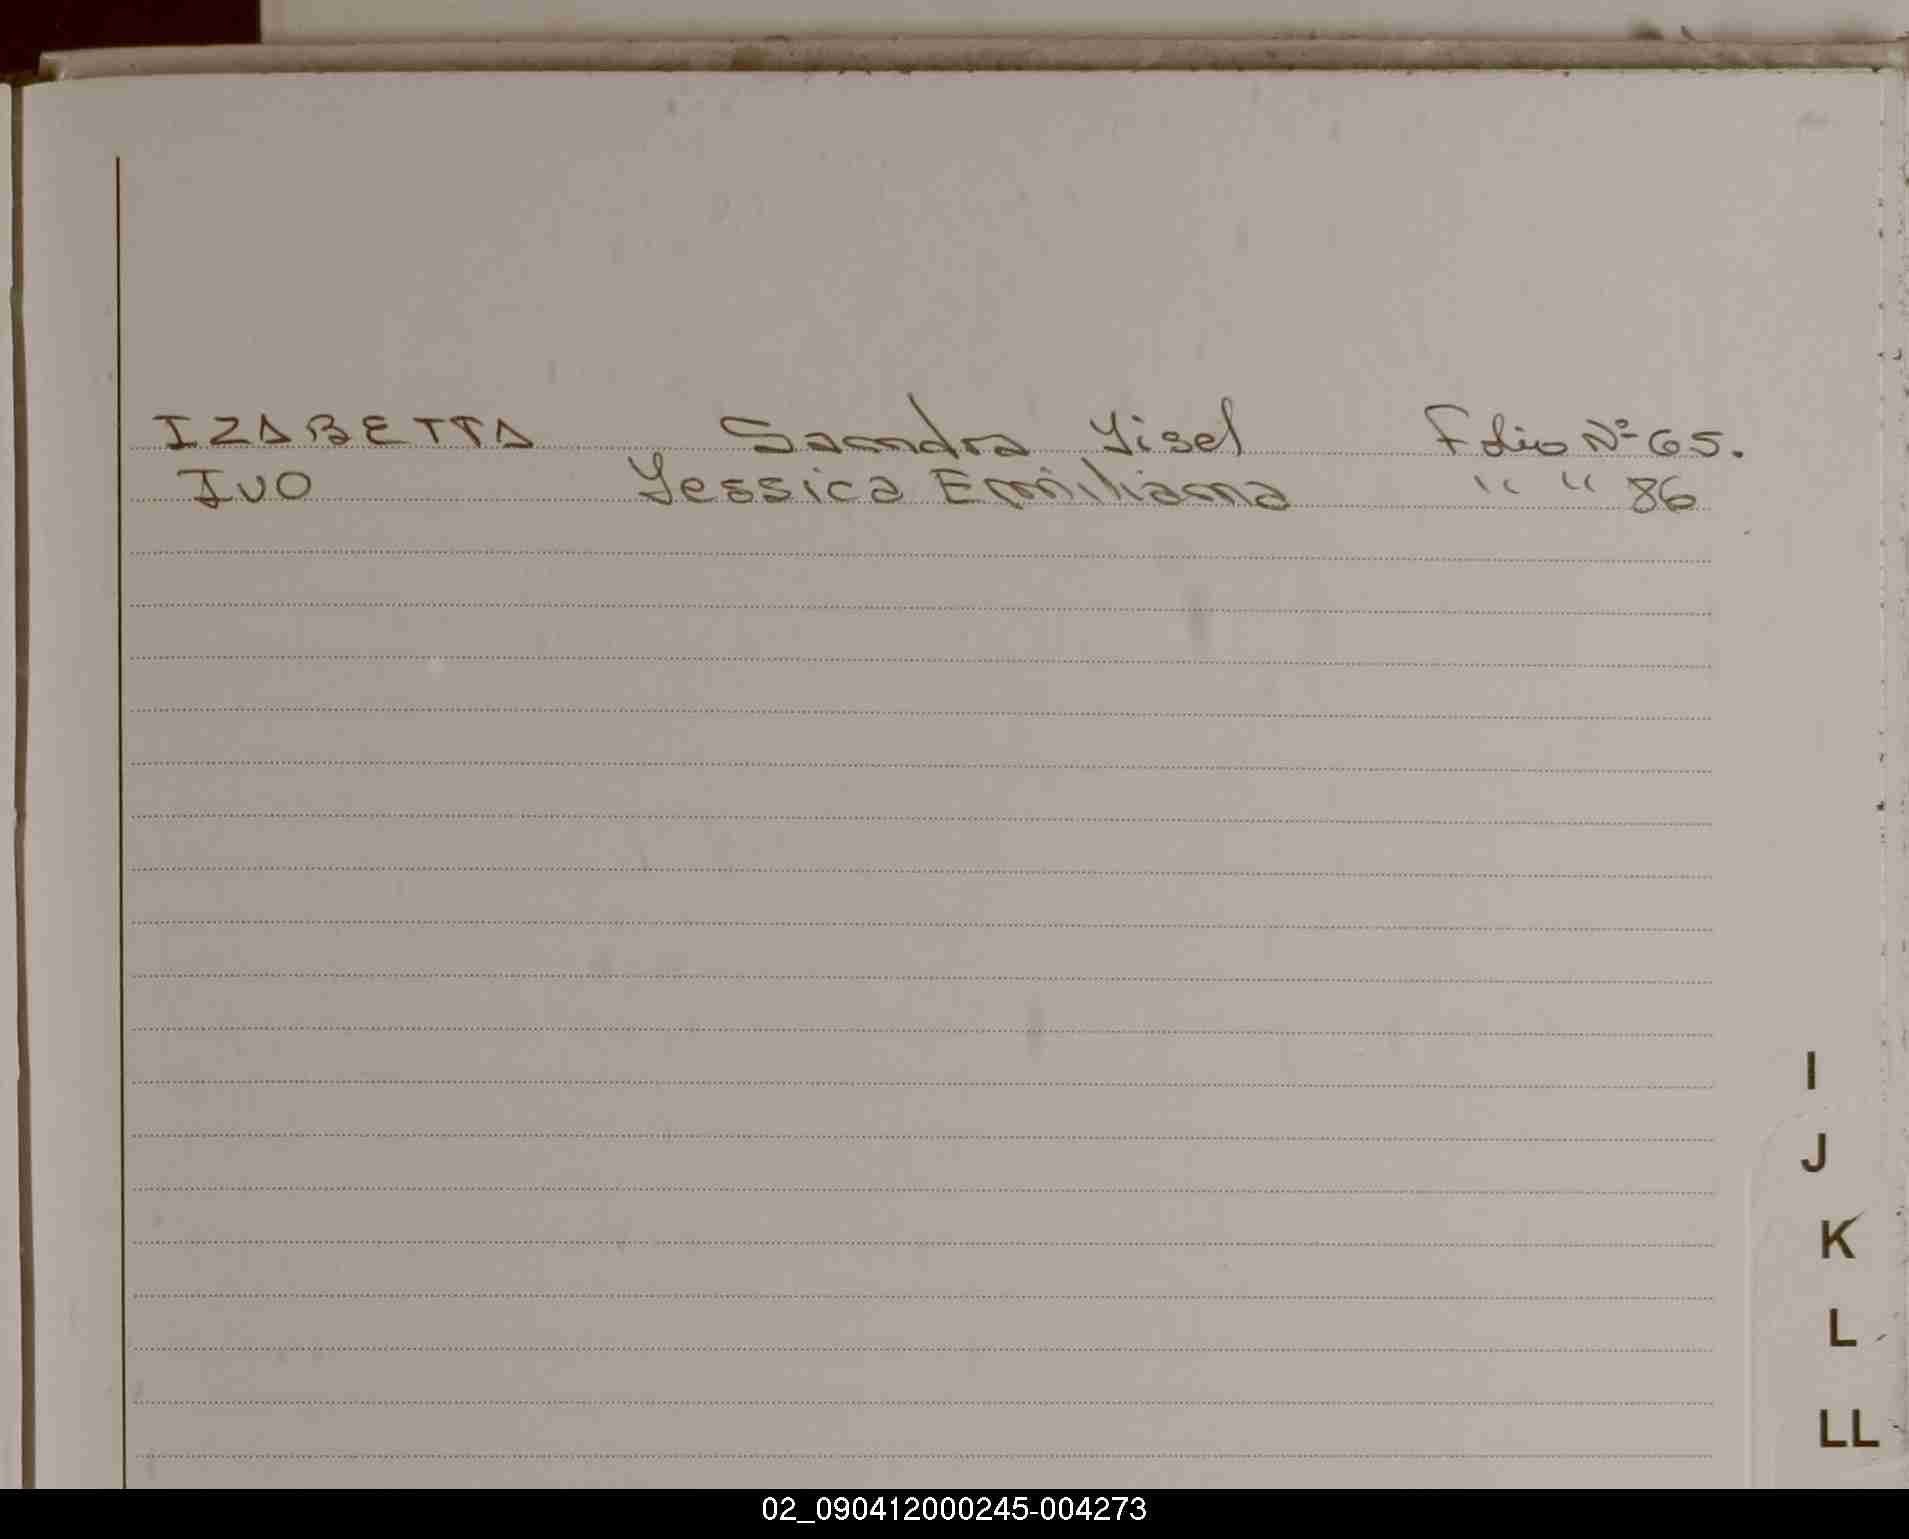 IZABETTA Sandra Yisel Folio Nº 65.
IVO Yessica Emiliana " " 86
I
J
K
L
LL
02_090412000245-004273